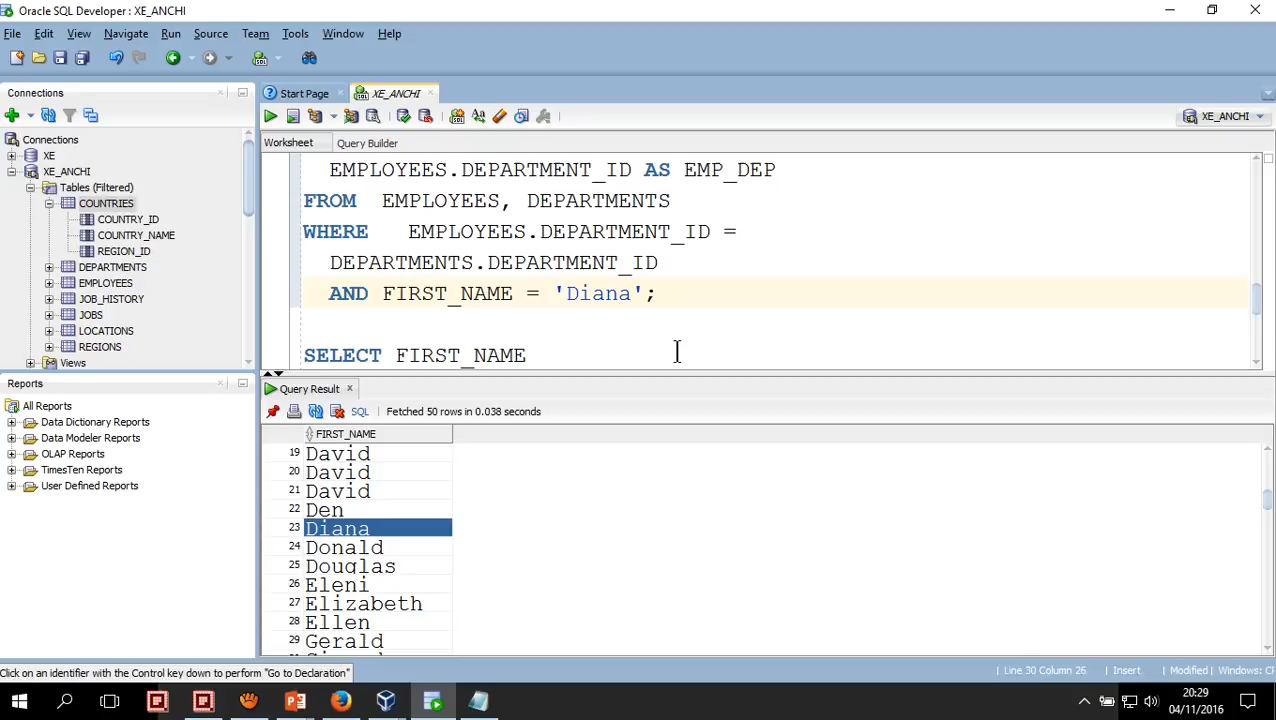 Oracle SQL Developer: XE_ANCHI
File Edit View Navigate Run Source Team Tools Window Help
Connections
Start Page
XE_ANCHI
XE_ANCHI
Worksheet Query Builder
Connections
XE
XE_ANCHI
Tables (Filtered)
COUNTRIES
COUNTRY_ID
COUNTRY_NAME
REGION_ID
DEPARTMENTS
EMPLOYEES
JOB_HISTORY
JOBS
LOCATIONS
REGIONS
Views
EMPLOYEES.DEPARTMENT_ID AS EMP_DEP
FROM EMPLOYEES, DEPARTMENTS
WHERE EMPLOYEES.DEPARTMENT_ID =
DEPARTMENTS.DEPARTMENT_ID
AND FIRST_NAME = 'Diana';
SELECT FIRST_NAME
Reports
All Reports
Data Dictionary Reports
Data Modeler Reports
OLAP Reports
TimesTen Reports
User Defined Reports
Query Result
SQL Fetched 50 rows in 0.038 seconds
FIRST_NAME
19 David
20 David
21 David
22 Den
23 Diana
24 Donald
25 Douglas
26 Eleni
27 Elizabeth
28 Ellen
29 Gerald
Click on an identifier with the Control key down to perform "Go to Declaration"
Line 30 Column 26 Insert Modified Windows: CF
20:29
04/11/2016